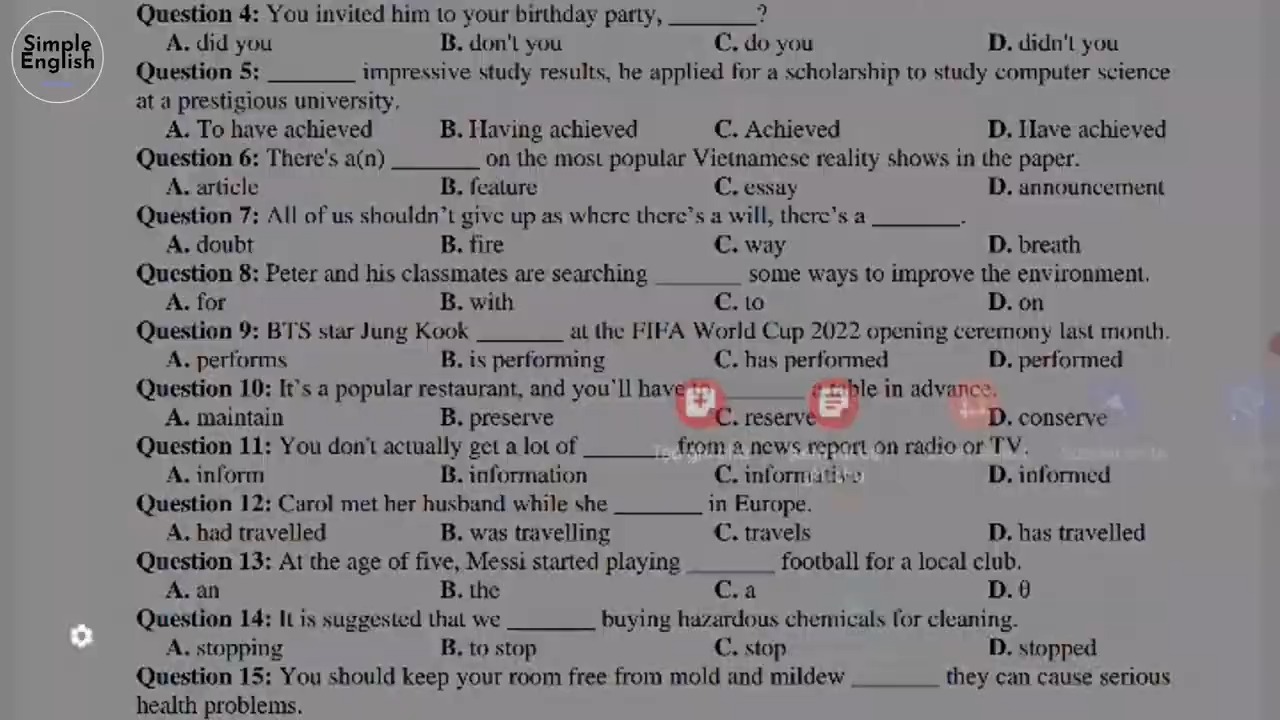 Simple
English
Question 4: You invited him to your birthday party, ________?
A. did you B. don't you C. do you D. didn't you
Question 5: ________ impressive study results, he applied for a scholarship to study computer science
at a prestigious university.
A. To have achieved B. Having achieved C. Achieved D. Have achieved
Question 6: There's a(n) ________ on the most popular Vietnamese reality shows in the paper.
A. article B. feature C. essay D. announcement
Question 7: All of us shouldn't give up as where there's a will, there's a ________.
A. doubt B. fire C. way D. breath
Question 8: Peter and his classmates are searching ________ some ways to improve the environment.
A. for B. with C. to D. on
Question 9: BTS star Jung Kook ________ at the FIFA World Cup 2022 opening ceremony last month.
A. performs B. is performing C. has performed D. performed
Question 10: It's a popular restaurant, and you'll have to ________ a table in advance.
A. maintain B. preserve C. reserve D. conserve
Question 11: You don't actually get a lot of ________ from a news report on radio or TV.
A. inform B. information C. informative D. informed
Question 12: Carol met her husband while she ________ in Europe.
A. had travelled B. was travelling C. travels D. has travelled
Question 13: At the age of five, Messi started playing ________ football for a local club.
A. an B. the C. a D. θ
Question 14: It is suggested that we ________ buying hazardous chemicals for cleaning.
A. stopping B. to stop C. stop D. stopped
Question 15: You should keep your room free from mold and mildew ________ they can cause serious
health problems.